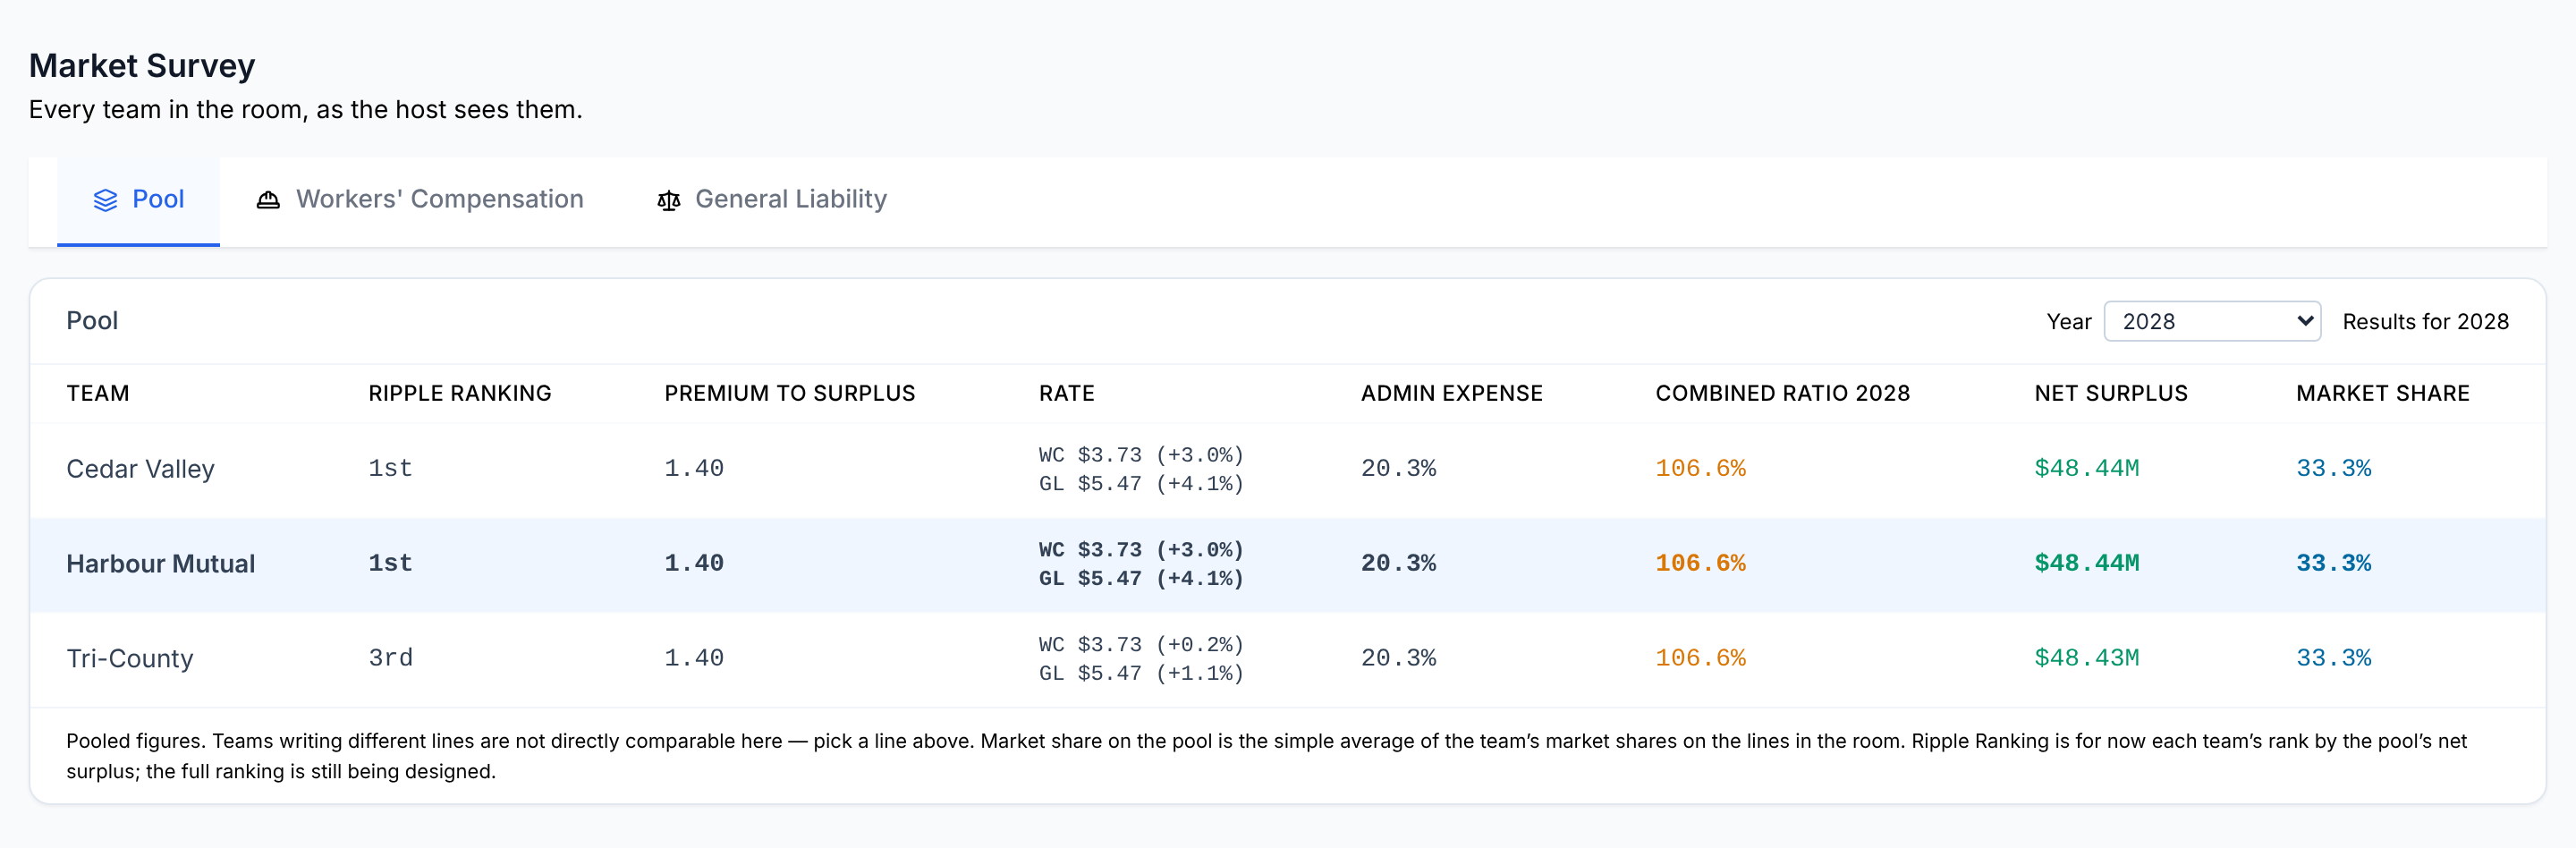 Market Survey
Every team in the room, as the host sees them.
Pool
Workers' Compensation
General Liability
Pool
Year 2028 Results for 2028
TEAM RIPPLE RANKING PREMIUM TO SURPLUS RATE ADMIN EXPENSE COMBINED RATIO 2028 NET SURPLUS MARKET SHARE
Cedar Valley 1st 1.40 WC $3.73 (+3.0%) 20.3% 106.6% $48.44M 33.3%
GL $5.47 (+4.1%)
Harbour Mutual 1st 1.40 WC $3.73 (+3.0%) 20.3% 106.6% $48.44M 33.3%
GL $5.47 (+4.1%)
Tri-County 3rd 1.40 WC $3.73 (+0.2%) 20.3% 106.6% $48.43M 33.3%
GL $5.47 (+1.1%)
Pooled figures. Teams writing different lines are not directly comparable here — pick a line above. Market share on the pool is the simple average of the team’s market shares on the lines in the room. Ripple Ranking is for now each team’s rank by the pool’s net
surplus; the full ranking is still being designed.